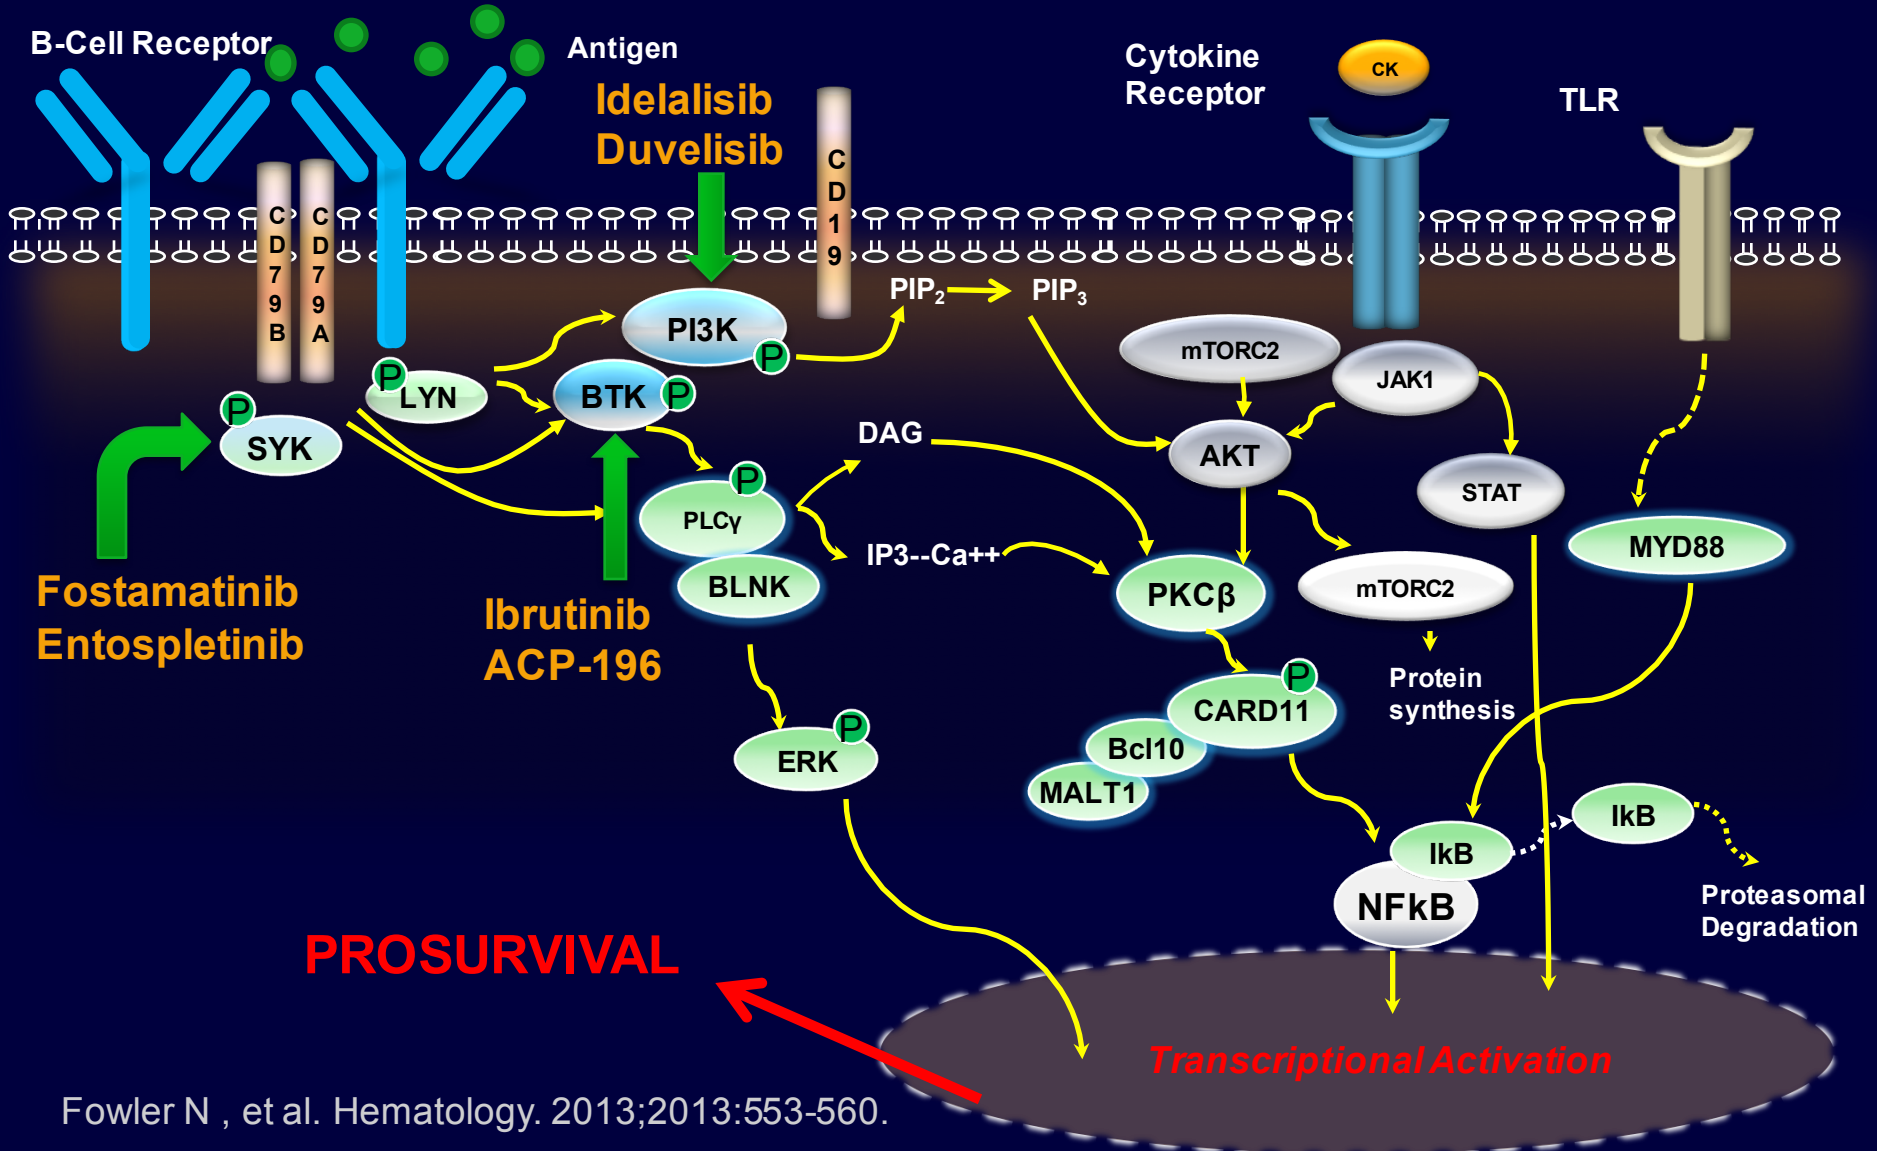 B-Cell Receptor
Antigen
Idelalisib
Duvelisib
CD19
Cytokine
Receptor
CK
TLR
CD79B
CD79A
PI3K
P
PIP2
PIP3
mTORC2
JAK1
P
LYN
BTK
P
P
SYK
DAG
AKT
STAT
P
PLCγ
IP3--Ca++
MYD88
BLNK
PKCβ
mTORC2
Fostamatinib
Entospletinib
Ibrutinib
ACP-196
Protein
synthesis
P
CARD11
Bcl10
MALT1
P
ERK
IkB
IkB
NFkB
Proteasomal
Degradation
PROSURVIVAL
Transcriptional Activation
Fowler N , et al. Hematology. 2013;2013:553-560.